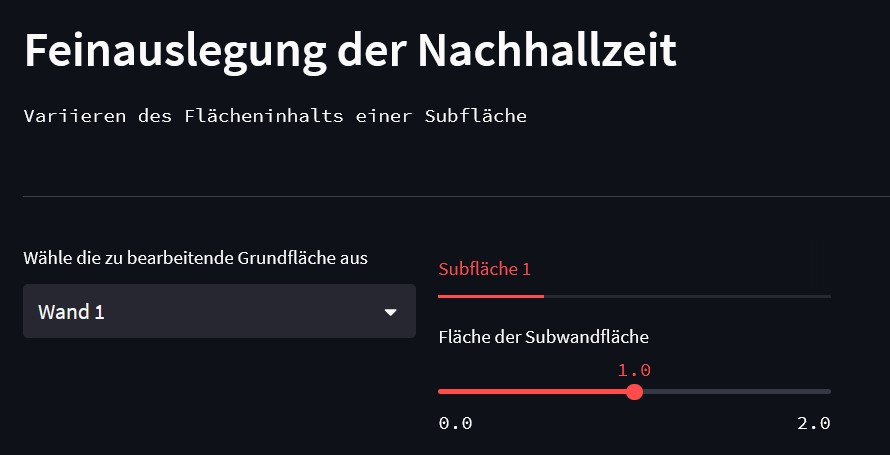 Feinauslegung der Nachhallzeit
Variieren des Flächeninhalts einer Subfläche
Wähle die zu bearbeitende Grundfläche aus
Wand 1
Subfläche 1
Fläche der Subwandfläche
1.0
0.0 2.0